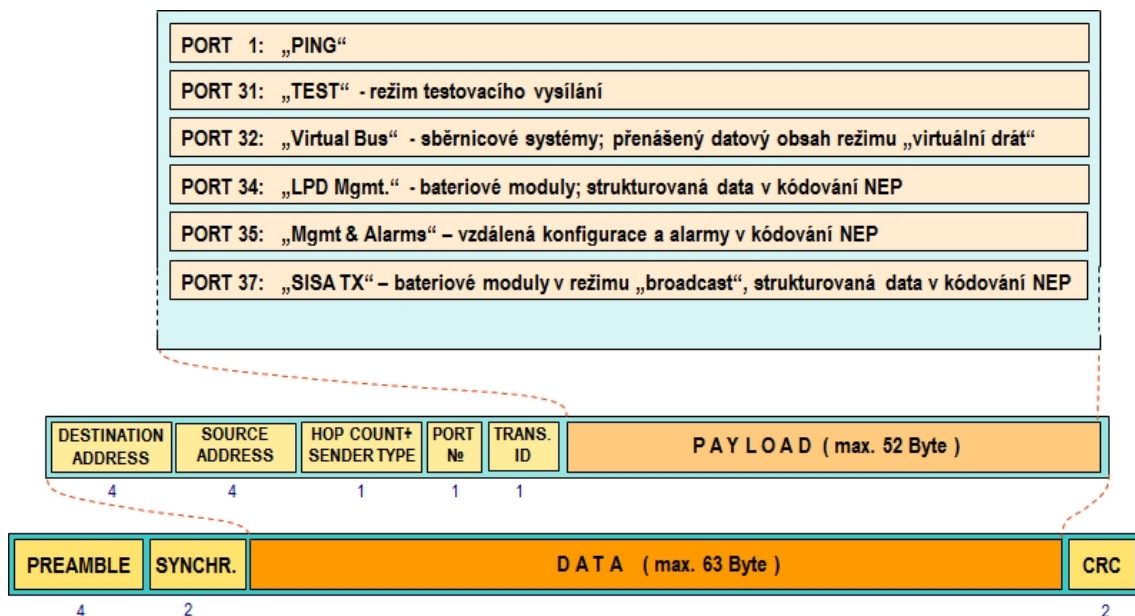 PORT 1: „PING“
PORT 31: „TEST“ - režim testovacího vysílání
PORT 32: „Virtual Bus“ - sběrnicové systémy; přenášený datový obsah režimu „virtuální drát“
PORT 34: „LPD Mgmt.“ - bateriové moduly; strukturovaná data v kódování NEP
PORT 35: „Mgmt & Alarms“ – vzdálená konfigurace a alarmy v kódování NEP
PORT 37: „SISA TX“ – bateriové moduly v režimu „broadcast“, strukturovaná data v kódování NEP
DESTINATION ADDRESS
SOURCE ADDRESS
HOP COUNT+ SENDER TYPE
PORT №
TRANS. ID
PAYLOAD ( max. 52 Byte )
4 4 1 1 1
PREAMBLE SYNCHR. DATA ( max. 63 Byte ) CRC
4 2 2